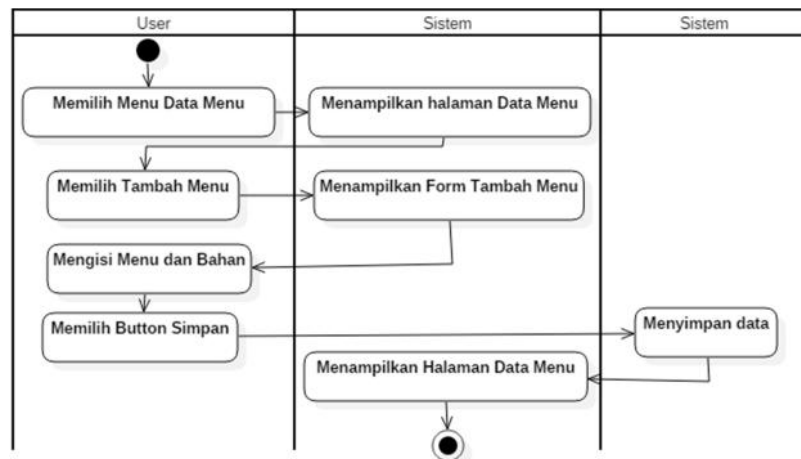 User
Sistem
Sistem
Memilih Menu Data Menu
Menampilkan halaman Data Menu
Memilih Tambah Menu
Menampilkan Form Tambah Menu
Mengisi Menu dan Bahan
Memilih Button Simpan
Menyimpan data
Menampilkan Halaman Data Menu